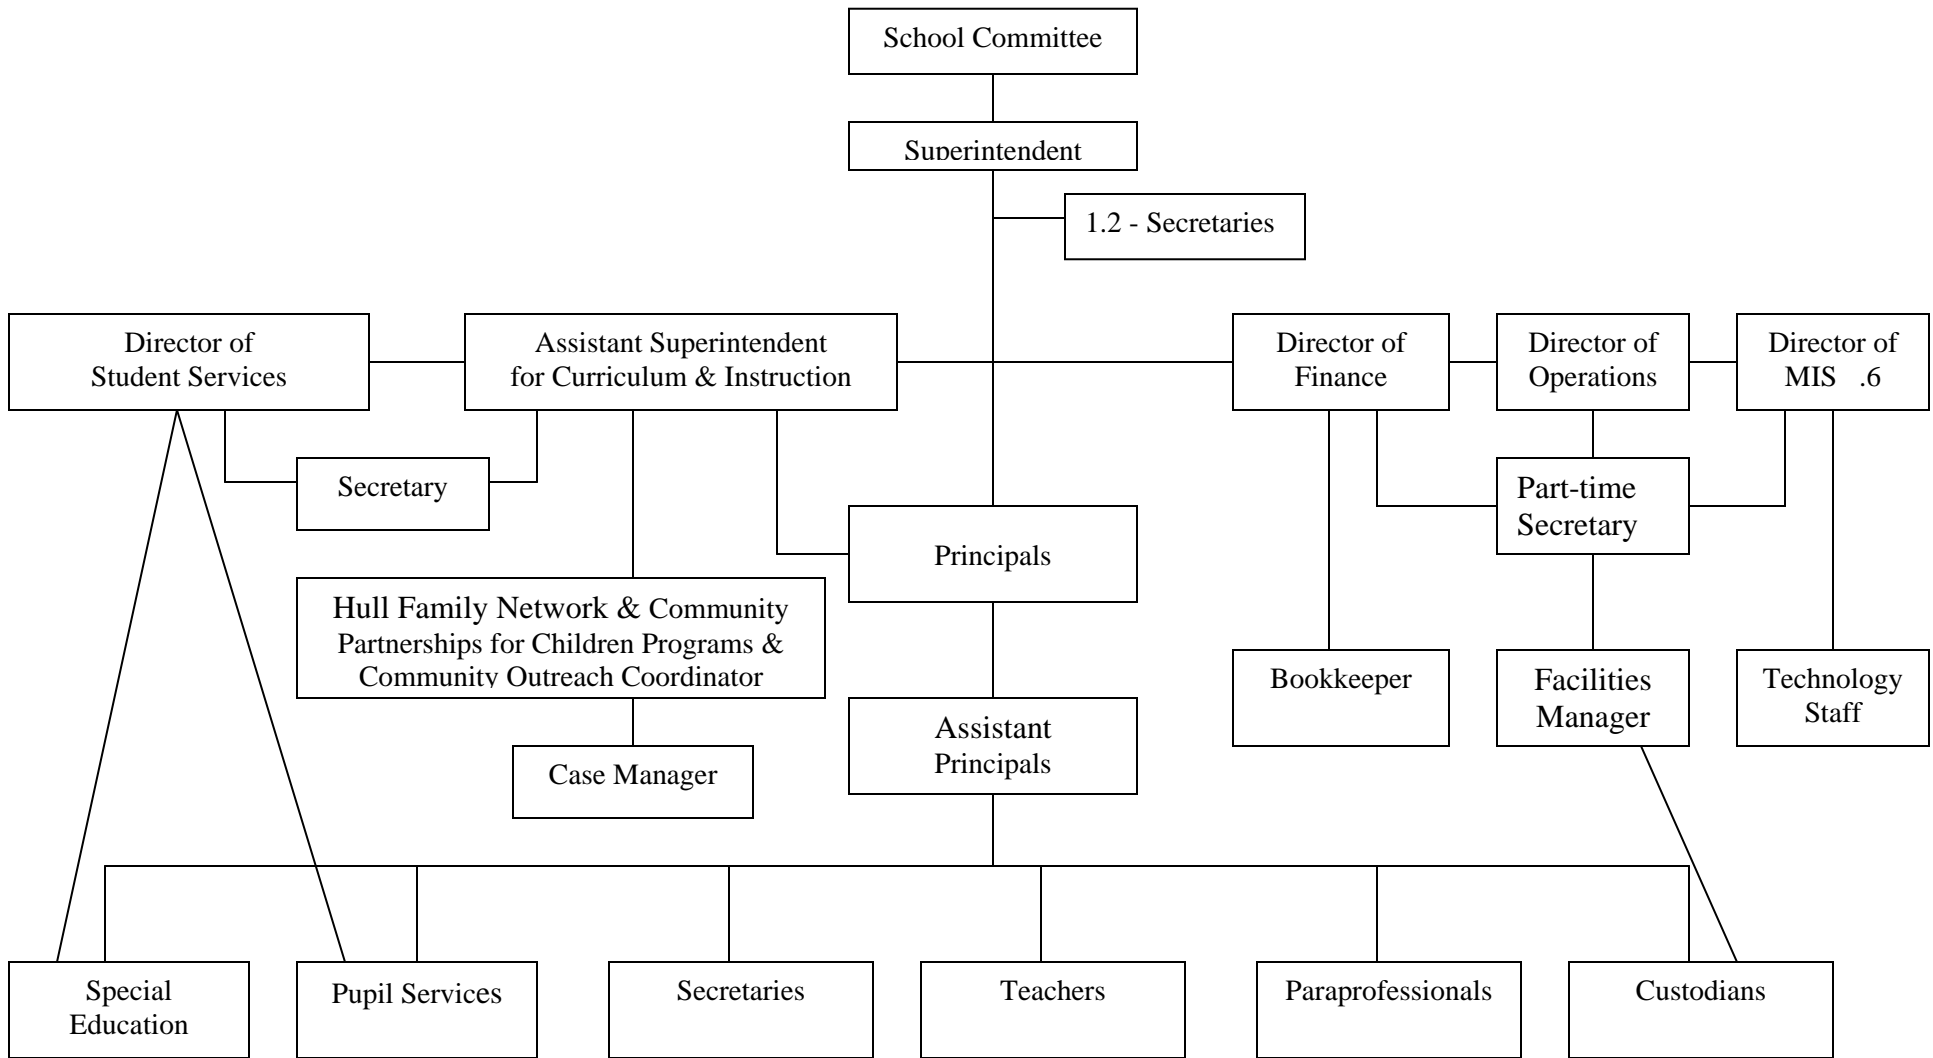 School Committee
Superintendent
1.2 - Secretaries
Director of
Student Services
Assistant Superintendent
for Curriculum & Instruction
Director of
Finance
Director of
Operations
Director of
MIS .6
Secretary
Part-time
Secretary
Principals
Hull Family Network & Community
Partnerships for Children Programs &
Community Outreach Coordinator
Bookkeeper
Facilities
Manager
Technology
Staff
Assistant
Principals
Case Manager
Special
Education
Pupil Services
Secretaries
Teachers
Paraprofessionals
Custodians